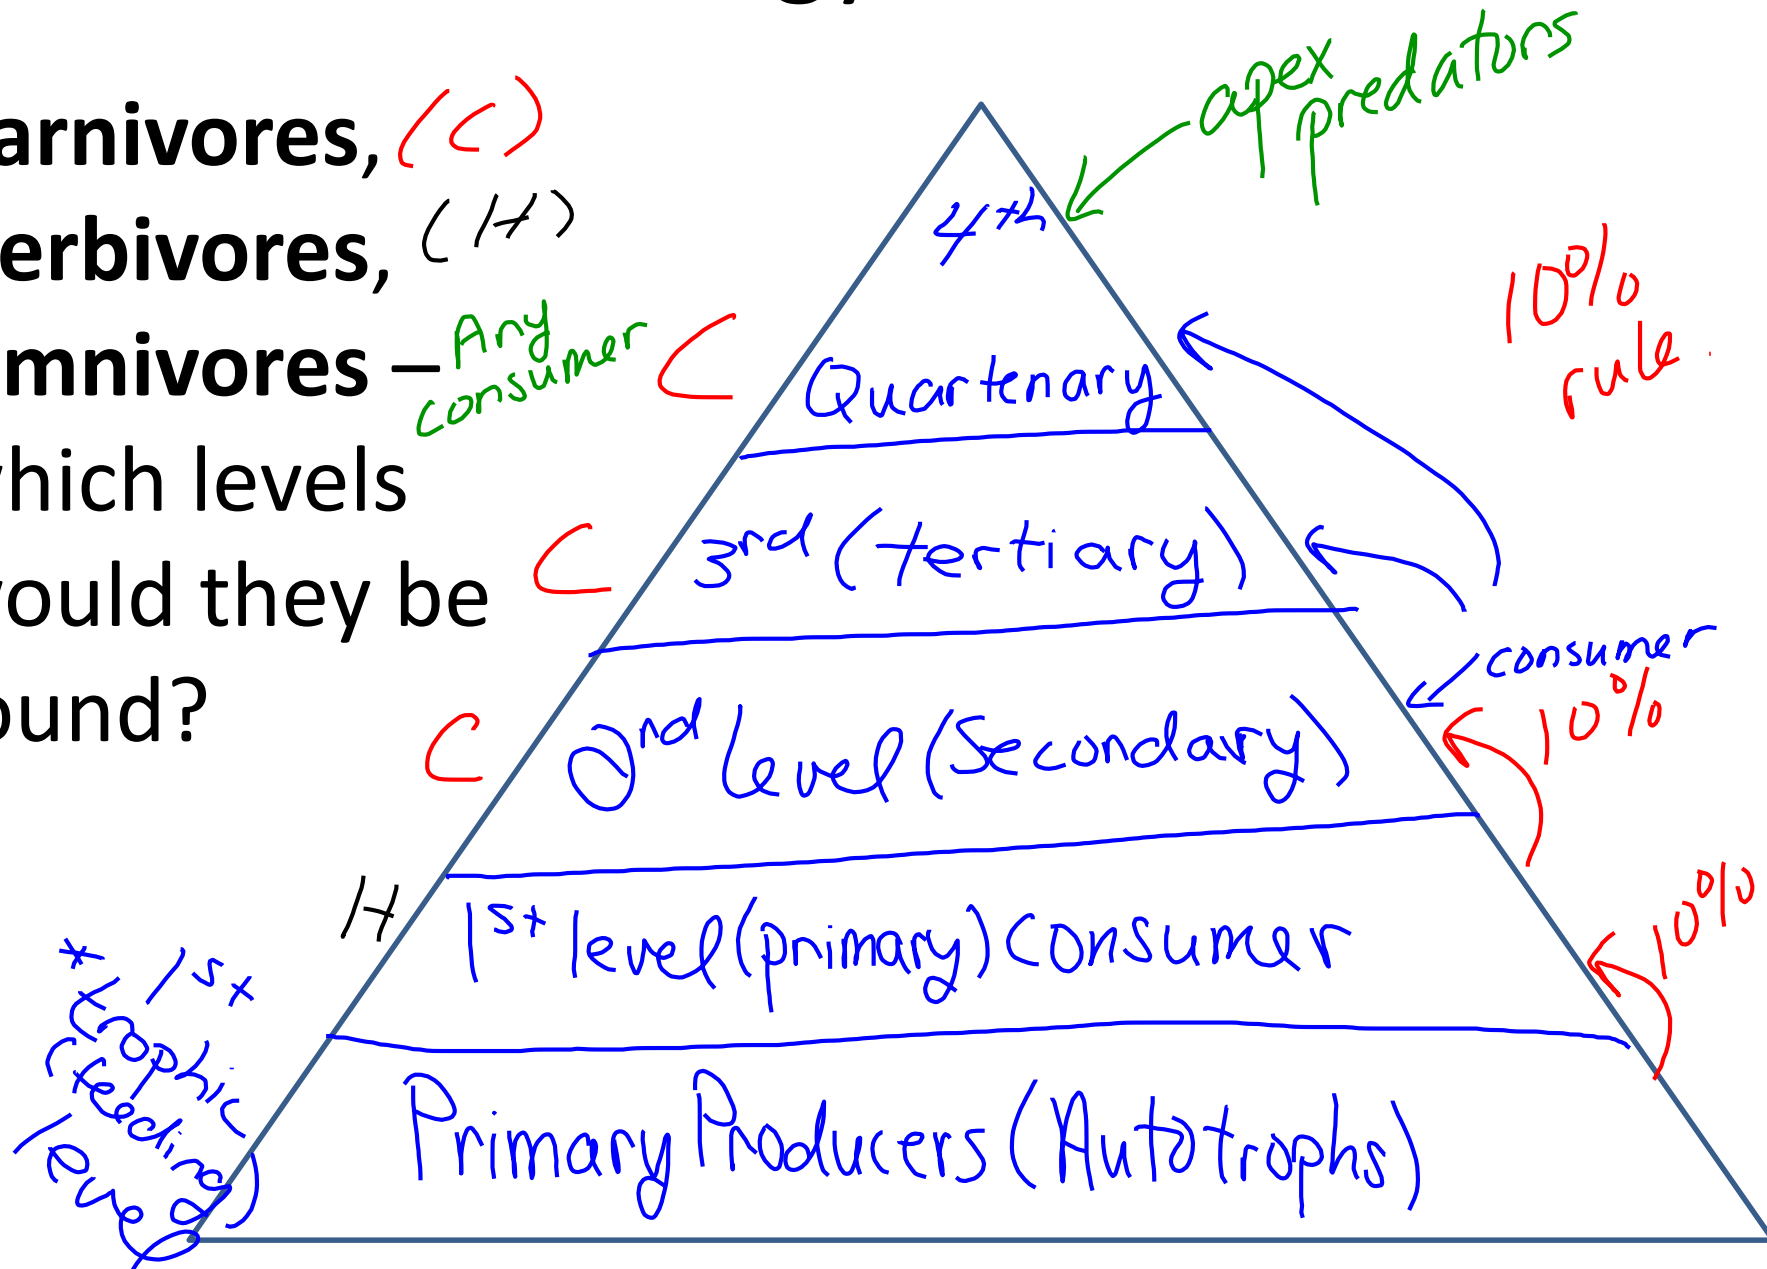 arnivores, (C)
erbivores, (H)
mnivores – Any consumer
hich levels
ould they be
ound?
apex predators
10% rule.
4th
C Quartenary
C 3rd (tertiary)
consumer
C 2nd level (Secondary)
10%
H 1st level (primary) consumer
10%
Primary Producers (Autotrophs)
* 1st
trophic
(feeding)
level